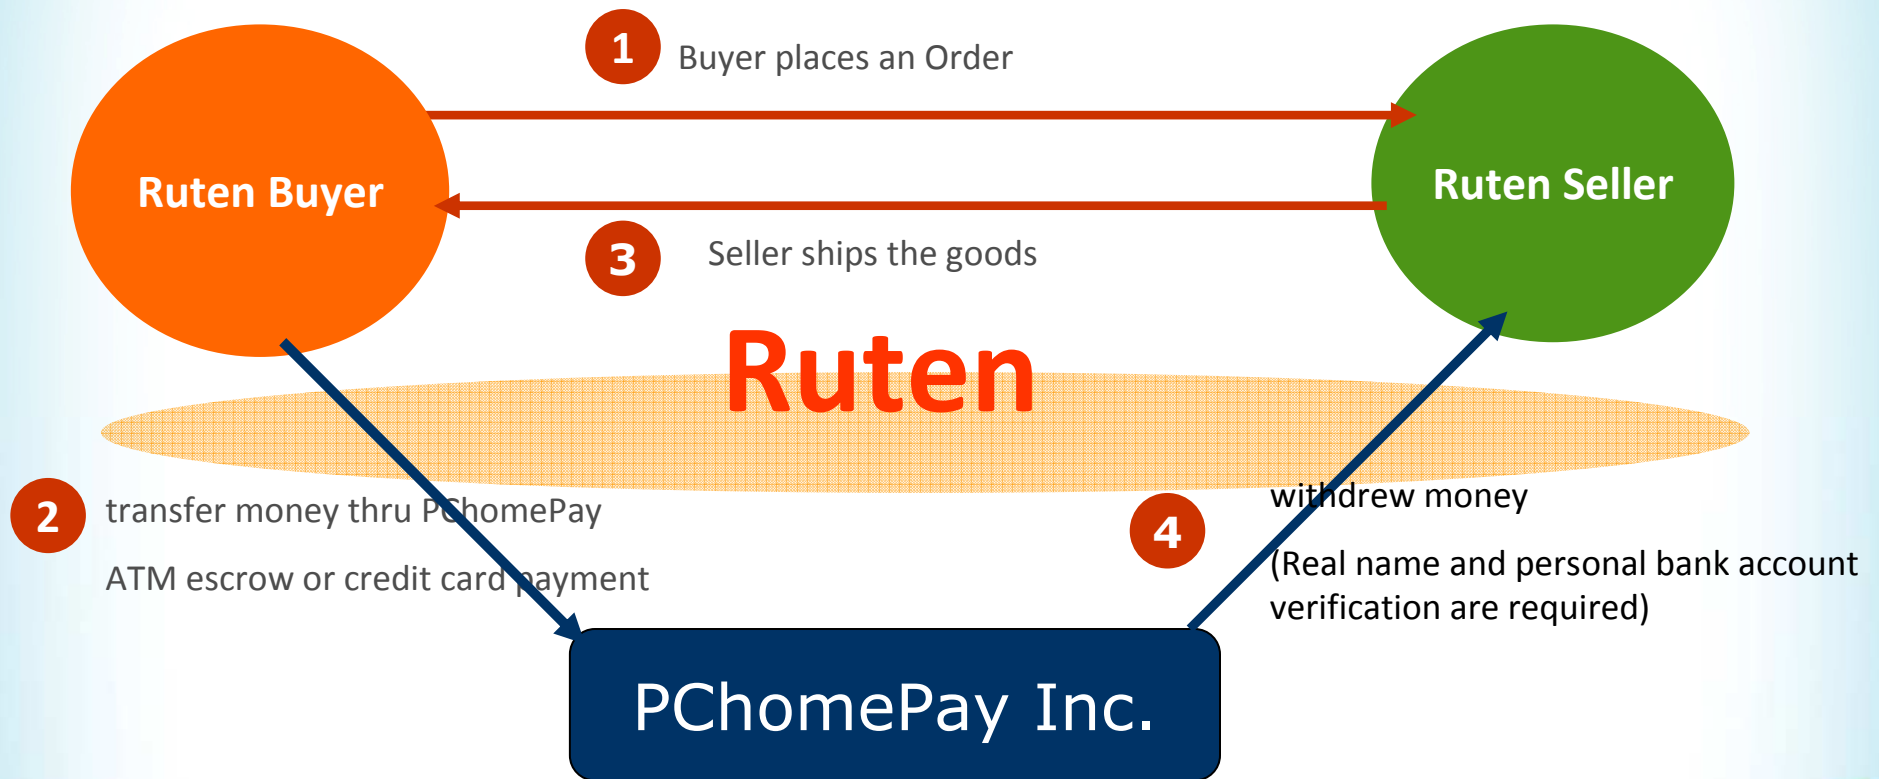 1
Buyer places an Order
Ruten Buyer
Ruten Seller
3
Seller ships the goods
Ruten
2
transfer money thru PChomePay
ATM escrow or credit card payment
4
withdrew money
(Real name and personal bank account
verification are required)
PChomePay Inc.